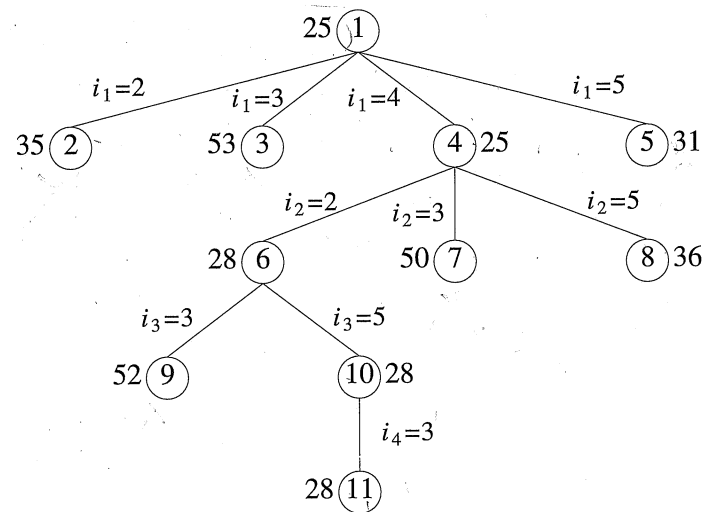 25 1
i1=2 i1=3 i1=4 i1=5
35 2 53 3 4 25 5 31
i2=2 i2=3 i2=5
28 6 50 7 8 36
i3=3 i3=5
52 9 10 28
i4=3
28 11